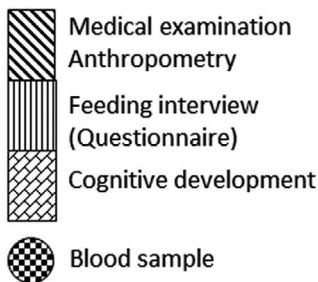 Medical examination
Anthropometry
Feeding interview
(Questionnaire)
Cognitive development
Blood sample